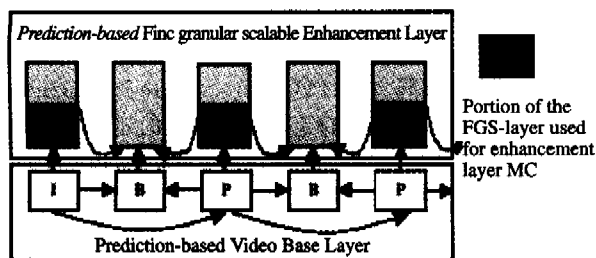 Prediction-based Finc granular scalable Enhancement Layer
Portion of the
FGS-layer used
for enhancement
layer MC
I B P B P
Prediction-based Video Base Layer